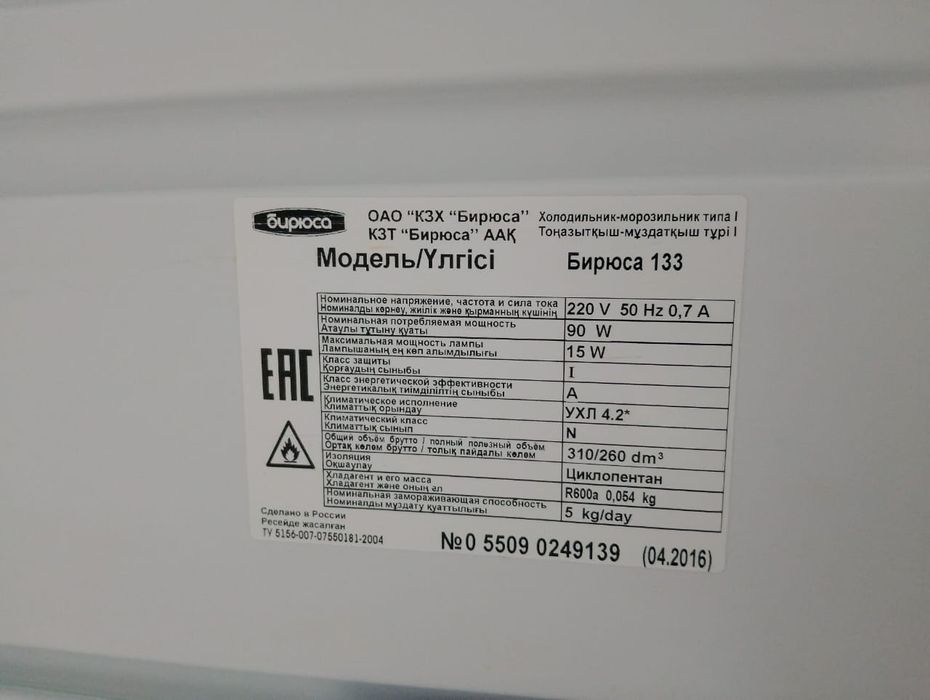 бирюса
ОАО "КЗХ "Бирюса"
КЗТ "Бирюса" ААҚ
Холодильник-морозильник типа I
Тоңазытқыш-мұздатқыш түрі I
Модель/Үлгісі Бирюса 133
Номинальное напряжение, частота и сила тока
Номиналды кернеу, жиілік және қырманның күшінің
220 V 50 Hz 0,7 A
Номинальная потребляемая мощность
Атаулы тұтыну қуаты
90 W
Максимальная мощность лампы
Лампышаның ең көп алымдылығы
15 W
Класс защиты
Қорғаудың сыныбы
I
Класс энергетической эффективности
Энергетикалық тиімділіптің сыныбы
A
Климатическое исполнение
Климаттық орындау
УХЛ 4.2*
Климатический класс
Климаттық сынып
N
Общий объём брутто / полный полезный объём
Ортақ көлем брутто / толық пайдалы көлем
310/260 dm³
Изоляция
Оқшаулау
Циклопентан
Хладагент и его масса
Хладагент және оның әл
R600a 0,054 kg
Номинальная замораживающая способность
Номиналды мұздату қуаттылығы
5 kg/day
EAC
Сделано в России
Ресейде жасалған
ТУ 5156-007-07550181-2004
№0 5509 0249139 (04.2016)